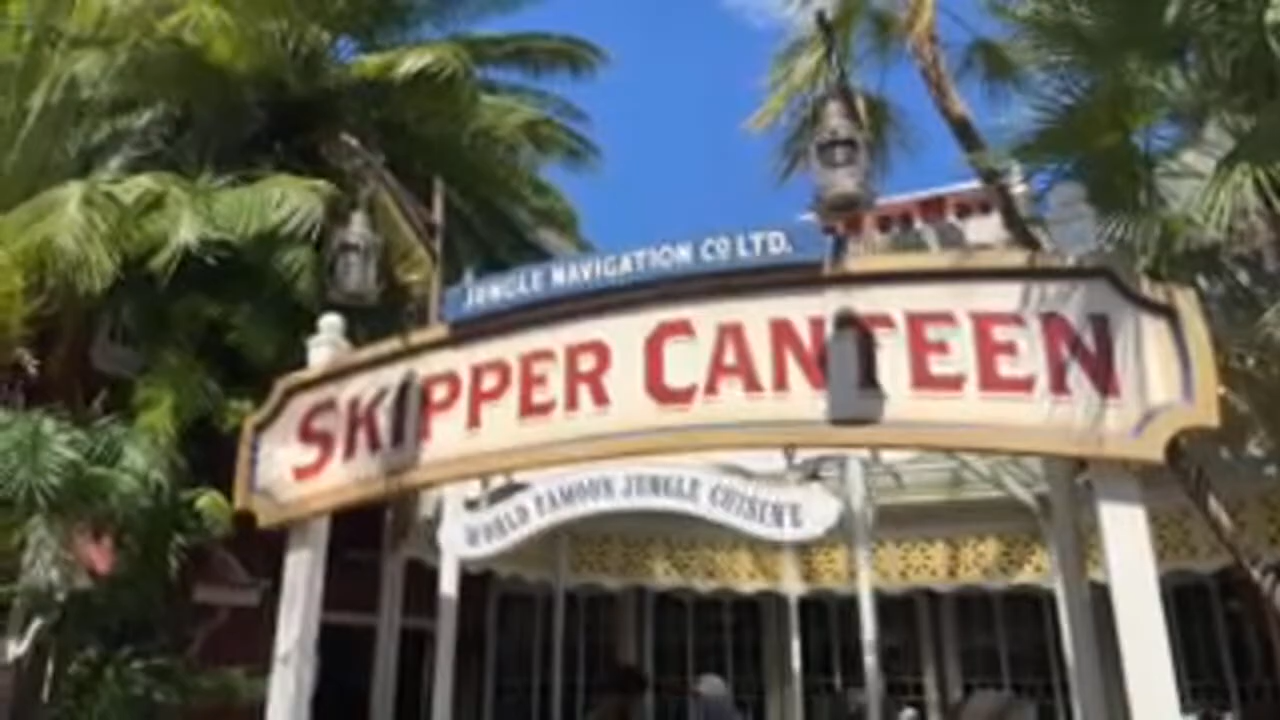 JUNGLE NAVIGATION CO LTD.
SKIPPER CANTEEN
WORLD FAMOUS JUNGLE CUISINE